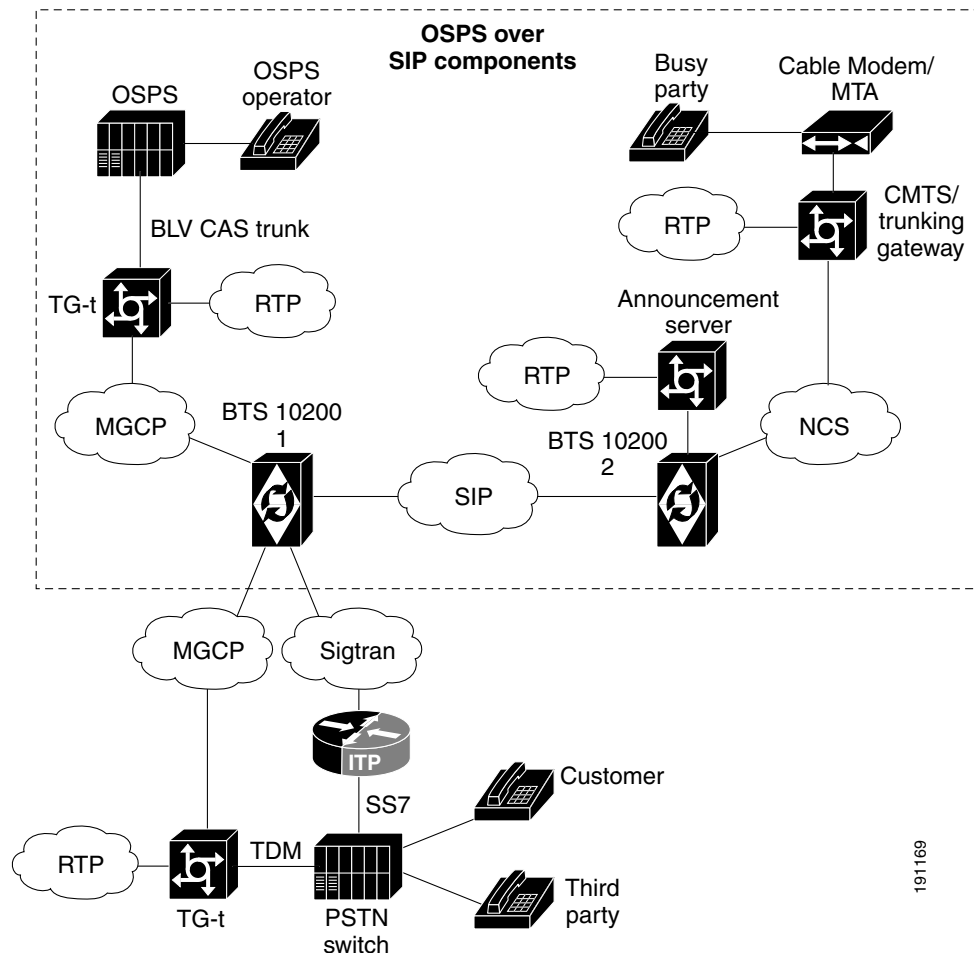 OSPS over
SIP components
OSPS
OSPS
operator
Busy
party
Cable Modem/
MTA
BLV CAS trunk
RTP
CMTS/
trunking
gateway
TG-t
RTP
Announcement
server
RTP
MGCP
BTS 10200
1
SIP
BTS 10200
2
NCS
MGCP
Sigtran
ITP
SS7
Customer
RTP
TDM
TG-t
PSTN
switch
Third
party
191169